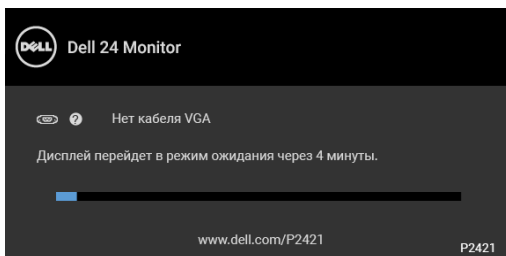 DELL Dell 24 Monitor
? Нет кабеля VGA
Дисплей перейдет в режим ожидания через 4 минуты.
www.dell.com/P2421
P2421